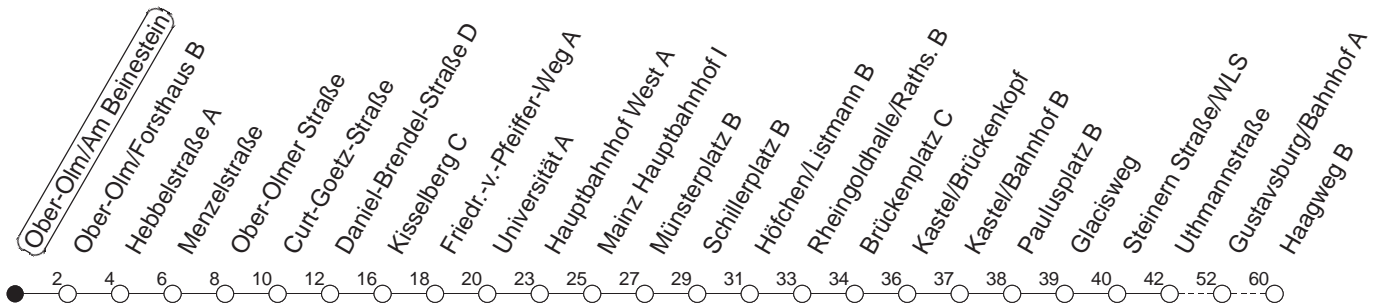 Ober-Olm/Am Beinestein
Ober-Olm/Forsthaus B
Hebbelstraße A
Menzelstraße
Ober-Olmer Straße
Curt-Goetz-Straße
Daniel-Brendel-Straße D
Kisselberg C
Friedr.-v.-Pfeiffer-Weg A
Universität A
Hauptbahnhof West A
Mainz Hauptbahnhof I
Münsterplatz B
Schillerplatz B
Höfchen/Listmann B
Rheingoldhalle/Raths. B
Brückenplatz C
Kastel/Brückenkopf
Kastel/Bahnhof B
Paulusplatz B
Glacisweg
Steinern Straße/WLS
Uthmannstraße
Gustavsburg/Bahnhof A
Haagweg B
2 4 6 8 10 12 16 18 20 23 25 27 29 31 33 34 36 37 38 39 40 42 52 60